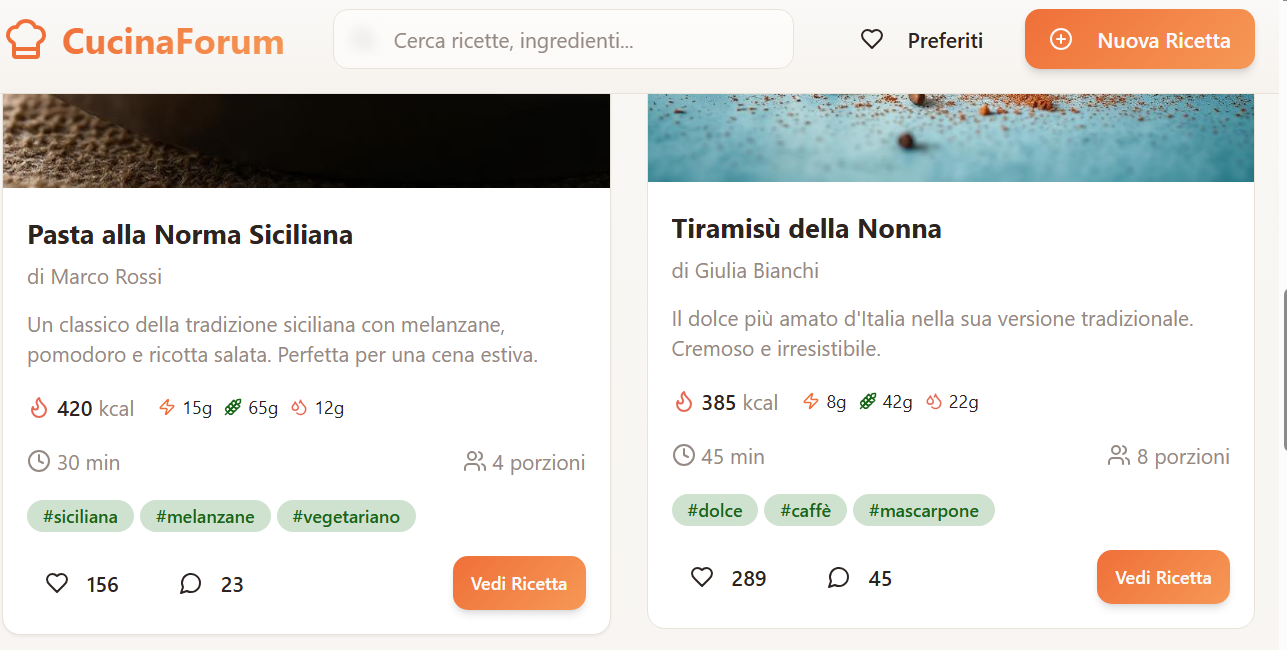 CucinaForum
Cerca ricette, ingredienti...
Preferiti
Nuova Ricetta
Pasta alla Norma Siciliana
di Marco Rossi
Un classico della tradizione siciliana con melanzane,
pomodoro e ricotta salata. Perfetta per una cena estiva.
420 kcal 15g 65g 12g
30 min 4 porzioni
#siciliana #melanzane #vegetariano
156 23 Vedi Ricetta
Tiramisù della Nonna
di Giulia Bianchi
Il dolce più amato d'Italia nella sua versione tradizionale.
Cremoso e irresistibile.
385 kcal 8g 42g 22g
45 min 8 porzioni
#dolce #caffè #mascarpone
289 45 Vedi Ricetta